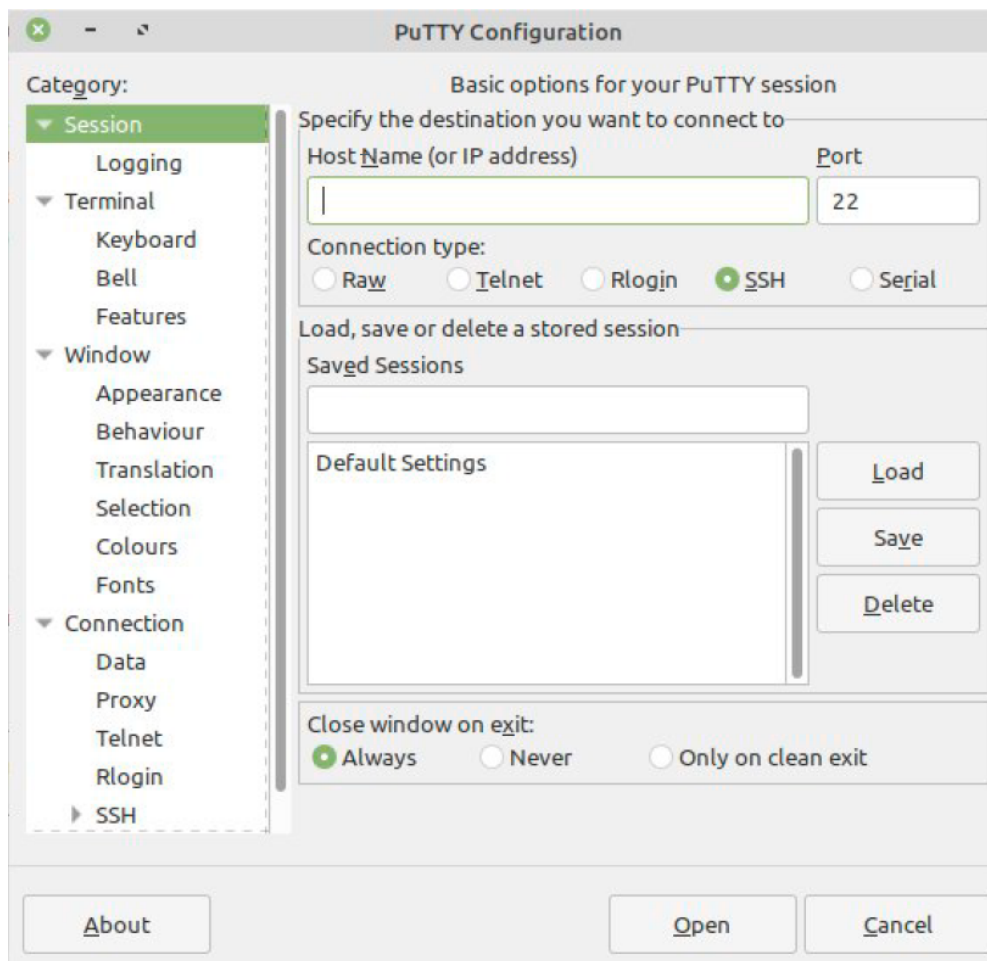 PuTTY Configuration
Category:
Session
Logging
Terminal
Keyboard
Bell
Features
Window
Appearance
Behaviour
Translation
Selection
Colours
Fonts
Connection
Data
Proxy
Telnet
Rlogin
SSH
Basic options for your PuTTY session
Specify the destination you want to connect to
Host Name (or IP address) Port
22
Connection type:
Raw Telnet Rlogin SSH Serial
Load, save or delete a stored session
Saved Sessions
Default Settings
Load
Save
Delete
Close window on exit:
Always Never Only on clean exit
About Open Cancel